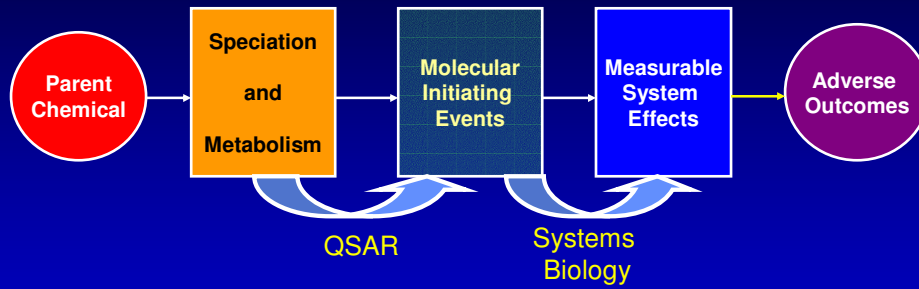 Parent
Chemical
Speciation
and
Metabolism
Molecular
Initiating
Events
Measurable
System
Effects
Adverse
Outcomes
QSAR
Systems
Biology